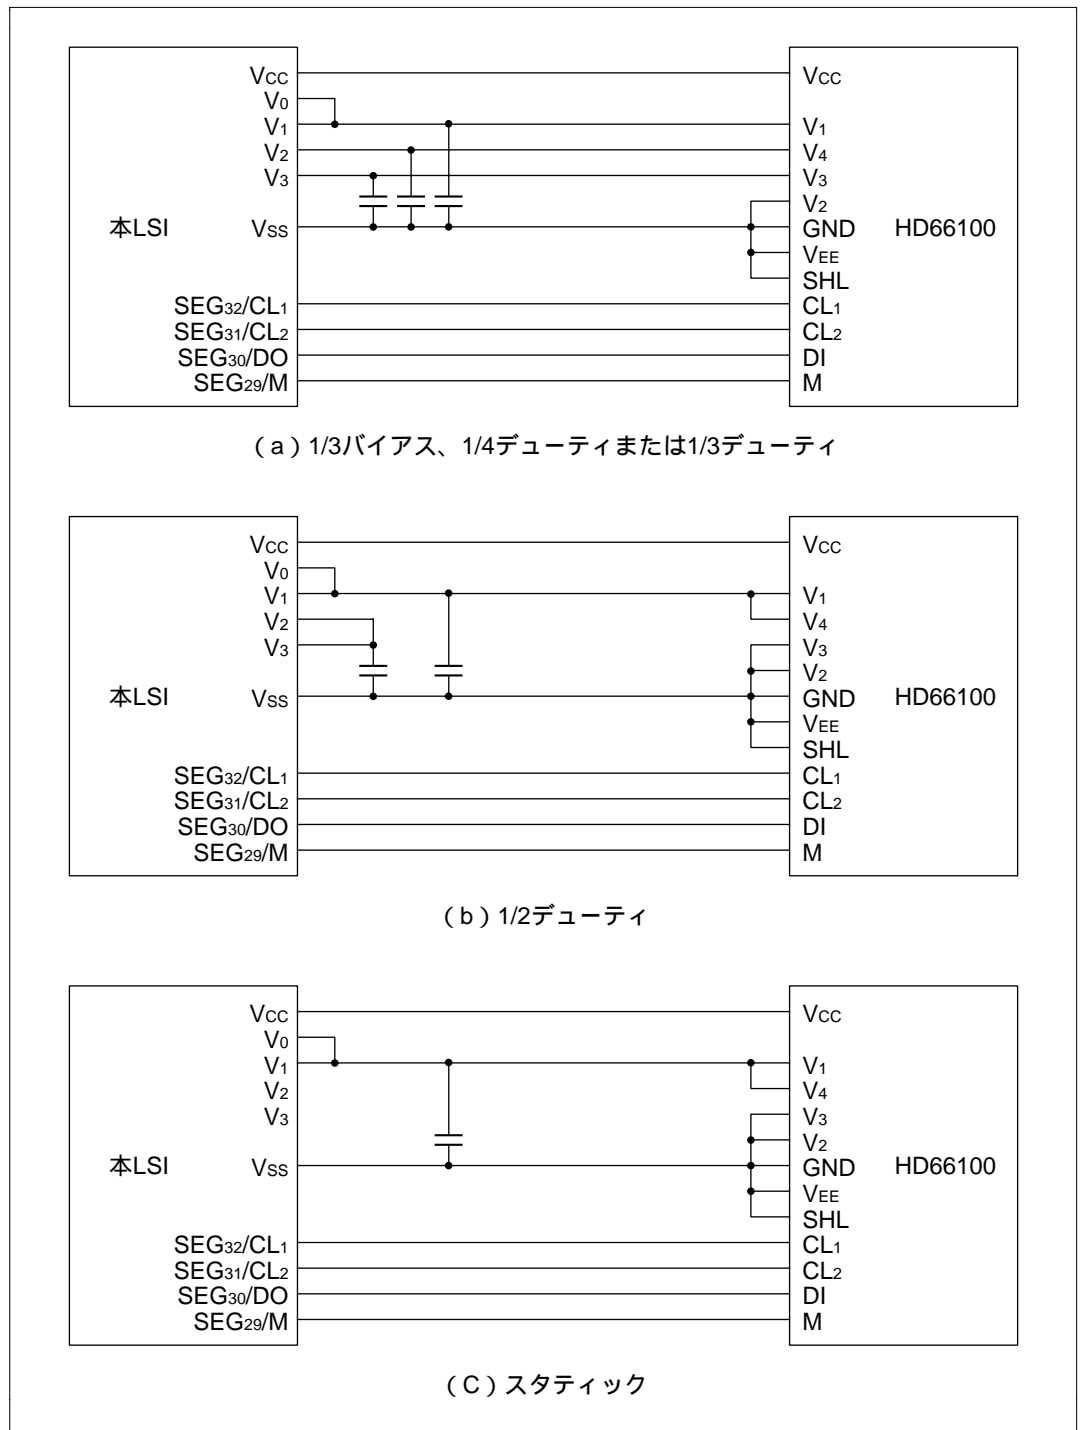 VCC VCC
V0
V1 V1
V2 V4
V3 V3
V2
本LSI VSS GND HD66100
VEE
SHL
SEG32/CL1 CL1
SEG31/CL2 CL2
SEG30/DO DI
SEG29/M M
(a)1/3バイアス、1/4デューティまたは1/3デューティ
VCC VCC
V0
V1 V1
V2 V4
V3 V3
V2
本LSI VSS GND HD66100
VEE
SHL
SEG32/CL1 CL1
SEG31/CL2 CL2
SEG30/DO DI
SEG29/M M
(b)1/2デューティ
VCC VCC
V0
V1 V1
V2 V4
V3 V3
V2
本LSI VSS GND HD66100
VEE
SHL
SEG32/CL1 CL1
SEG31/CL2 CL2
SEG30/DO DI
SEG29/M M
(C)スタティック